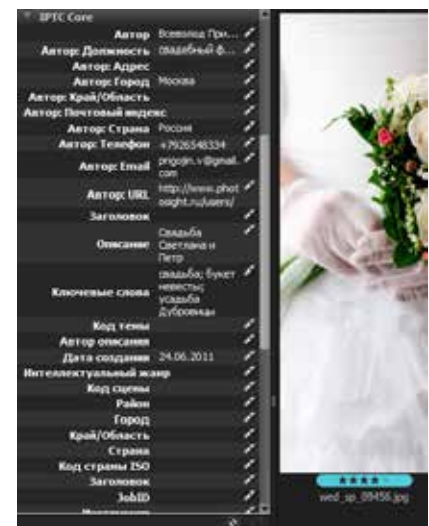 IPTC Core
Автор Всеволод При...
Автор: Должность свадебный ф...
Автор: Адрес
Автор: Город Москва
Автор: Край/Область
Автор: Почтовый индекс
Автор: Страна Россия
Автор: Телефон +7926548334
Автор: Email prigojin.v@gmail.
com
Автор: URL http://www.phot
osight.ru/users/
Заголовок
Описание Свадьба
Светлана и
Петр
Ключевые слова свадьба; букет
невесты;
усадьба
Дубровицы
Код темы
Автор описания
Дата создания 24.06.2011
Интеллектуальный жанр
Код сцены
Район
Город
Край/Область
Страна
Код страны ISO
Заголовок
JobID
wed_sp_09456.jpg